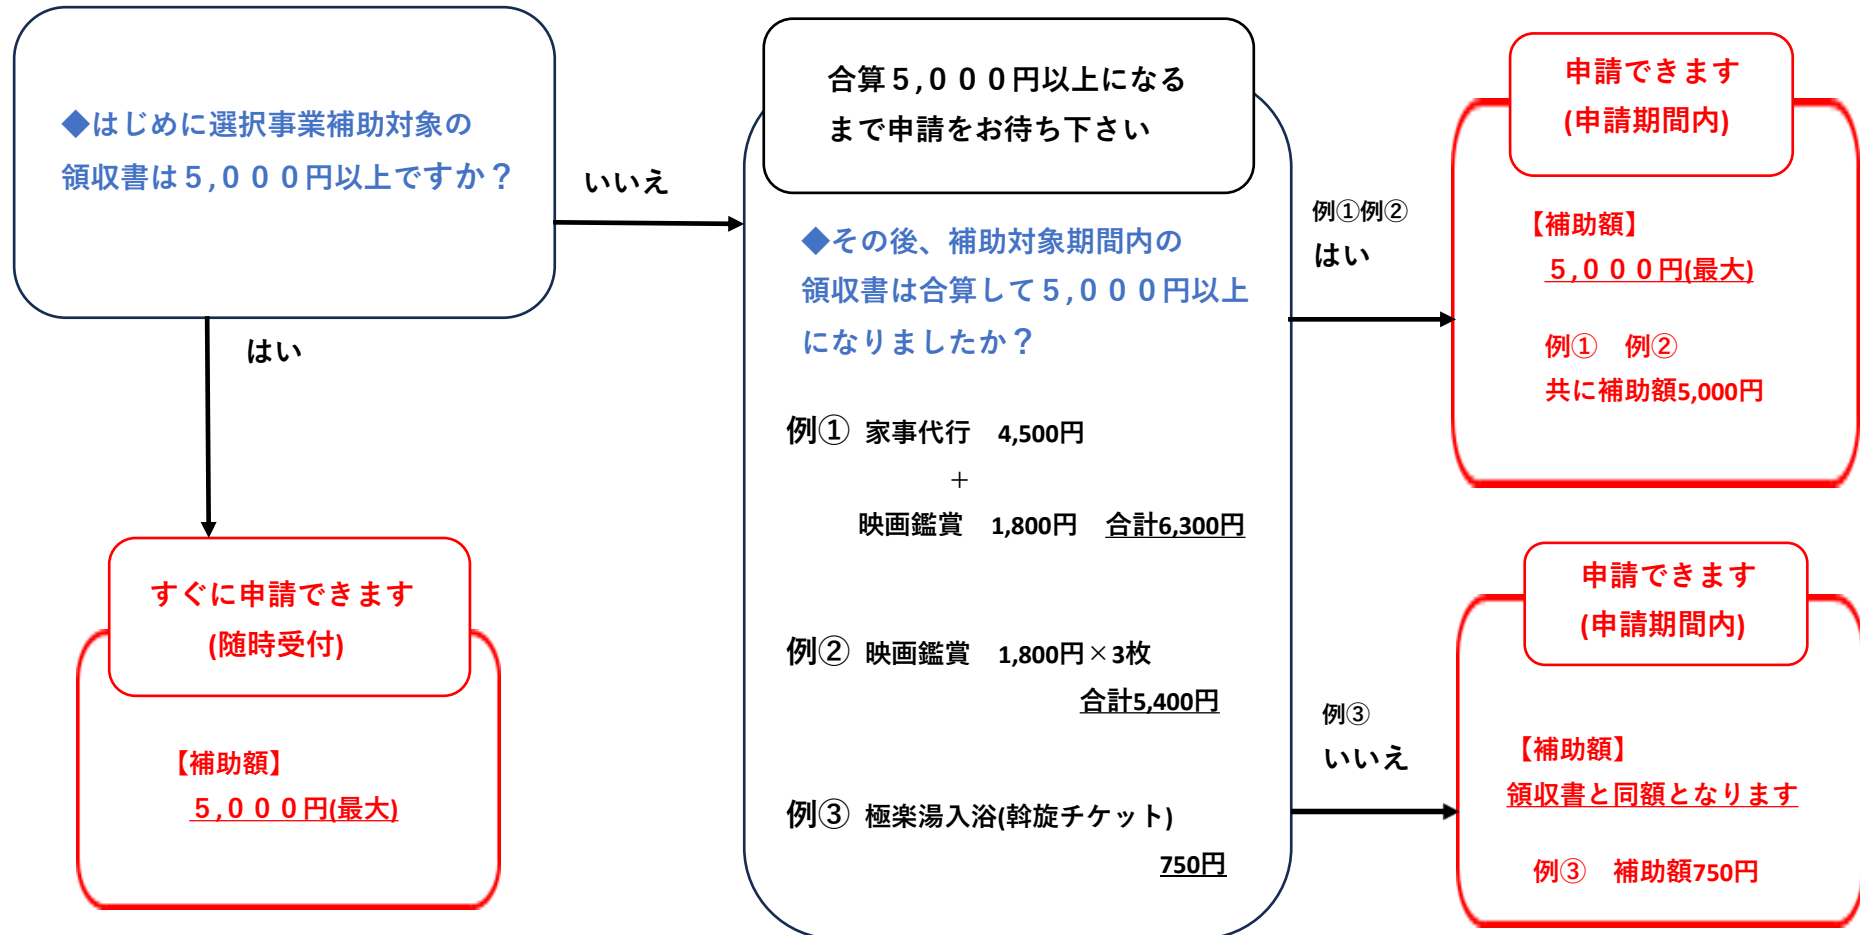 ◆はじめに選択事業補助対象の
領収書は５,０００円以上ですか？
いいえ
はい
すぐに申請できます
(随時受付)
【補助額】
５,０００円(最大)
合算５,０００円以上になる
まで申請をお待ち下さい
◆その後、補助対象期間内の
領収書は合算して５,０００円以上
になりましたか？
例① 家事代行　4,500円
＋
映画鑑賞　1,800円　合計6,300円
例② 映画鑑賞　1,800円×3枚
合計5,400円
例③ 極楽湯入浴(斡旋チケット)
750円
例①例②
はい
申請できます
(申請期間内)
【補助額】
５,０００円(最大)
例①　例②
共に補助額5,000円
例③
いいえ
申請できます
(申請期間内)
【補助額】
領収書と同額となります
例③　補助額750円